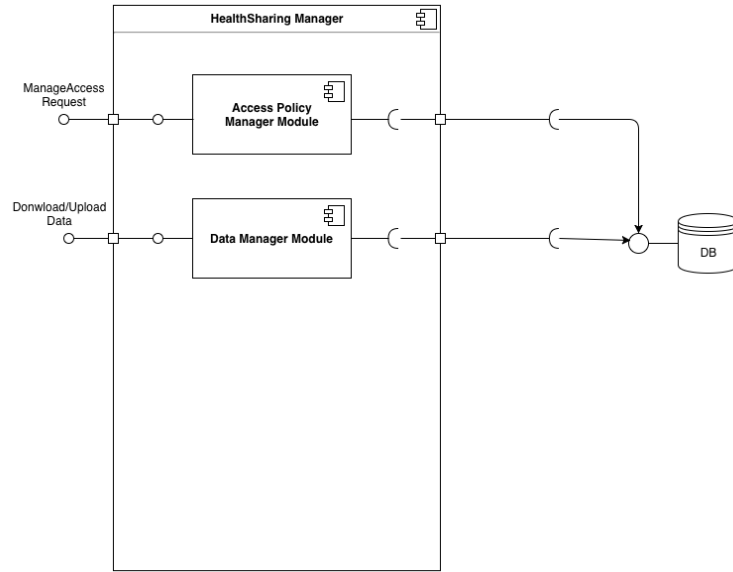 HealthSharing Manager
ManageAccess
Request
Access Policy
Manager Module
Donwload/Upload
Data
Data Manager Module
DB